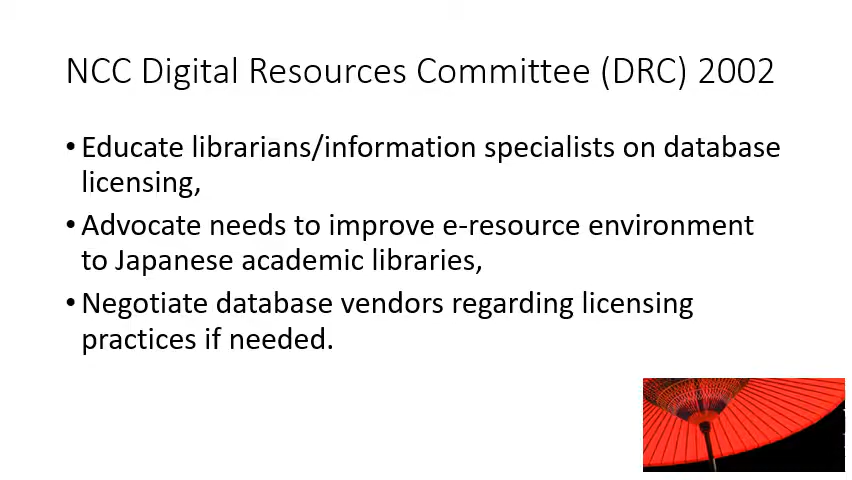 NCC Digital Resources Committee (DRC) 2002
• Educate librarians/information specialists on database
licensing,
• Advocate needs to improve e-resource environment
to Japanese academic libraries,
• Negotiate database vendors regarding licensing
practices if needed.